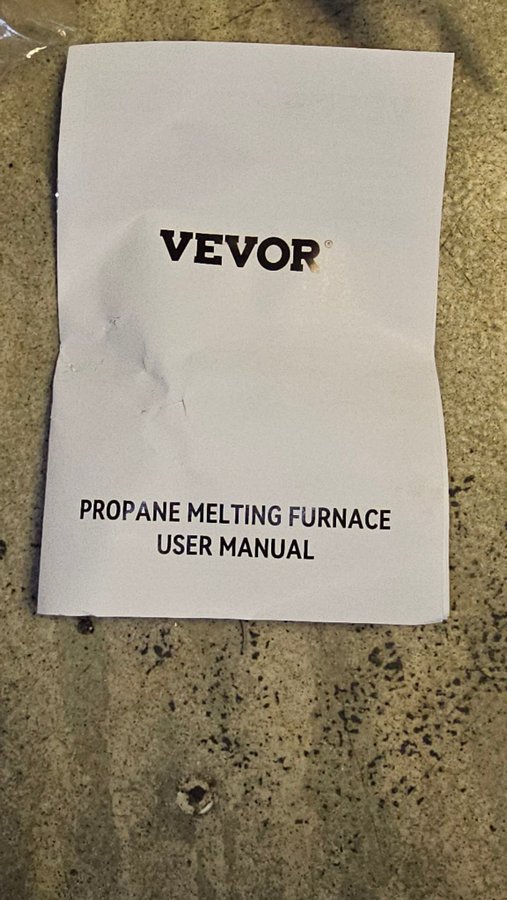 VEVOR®
PROPANE MELTING FURNACE
USER MANUAL